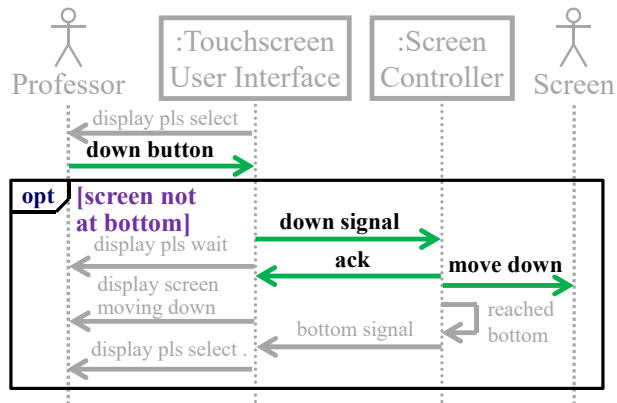 :Touchscreen
User Interface
:Screen
Controller
Professor
Screen
display pls select
down button
opt
[screen not
at bottom]
down signal
display pls wait
ack
move down
display screen
moving down
reached
bottom
bottom signal
display pls select .